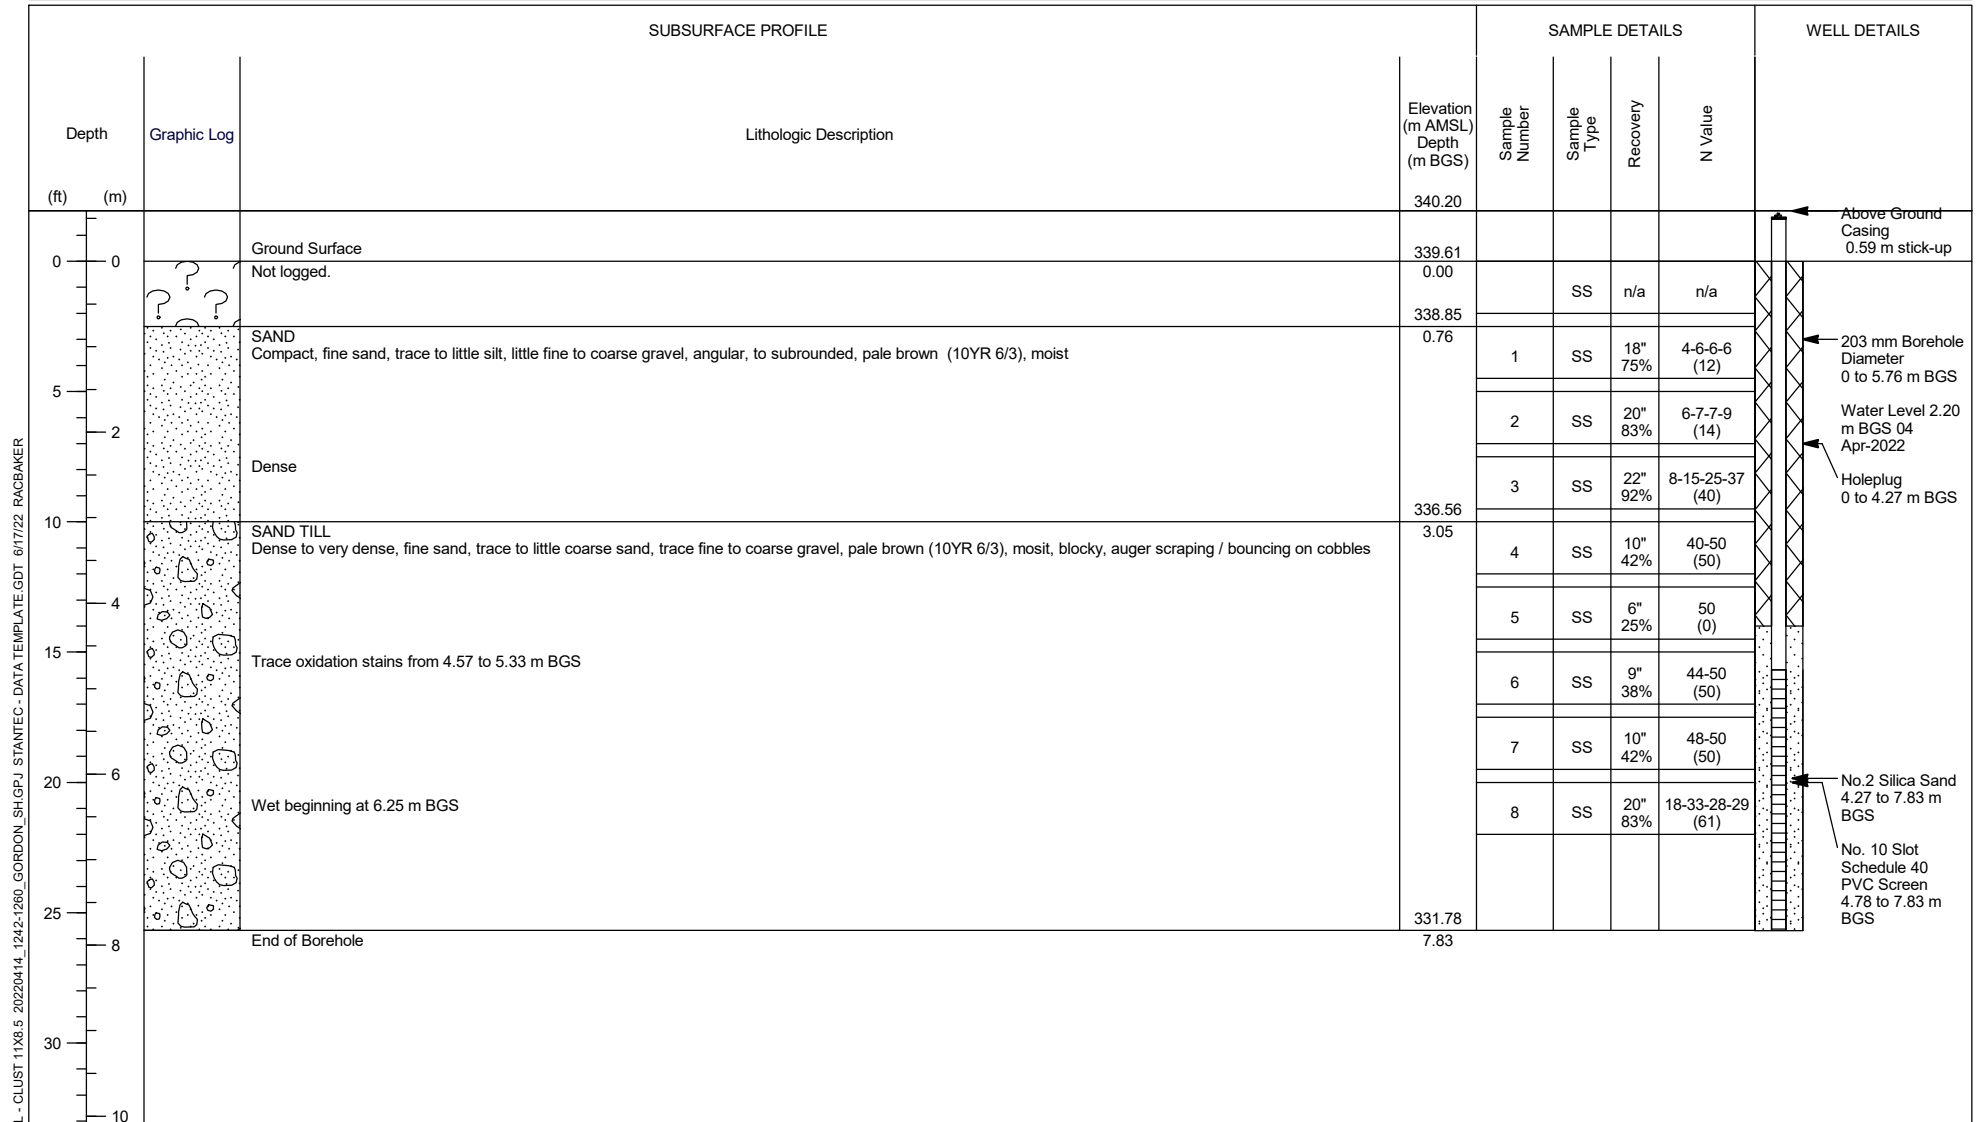 SUBSURFACE PROFILE
SAMPLE DETAILS
WELL DETAILS
Depth
Graphic Log
Lithologic Description
Elevation
(m AMSL)
Depth
(m BGS)
Sample
Number
Sample
Type
Recovery
N Value
(ft)
(m)
340.20
Above Ground
Casing
0.59 m stick-up
Ground Surface
339.61
0
0
Not logged.
0.00
SS
n/a
n/a
338.85
SAND
0.76
Compact, fine sand, trace to little silt, little fine to coarse gravel, angular, to subrounded, pale brown (10YR 6/3), moist
1
SS
18"
75%
4-6-6-6
(12)
203 mm Borehole
Diameter
0 to 5.76 m BGS
5
2
2
SS
20"
83%
6-7-7-9
(14)
Water Level 2.20
m BGS 04
Apr-2022
Dense
3
SS
22"
92%
8-15-25-37
(40)
Holeplug
0 to 4.27 m BGS
336.56
10
SAND TILL
3.05
Dense to very dense, fine sand, trace to little coarse sand, trace fine to coarse gravel, pale brown (10YR 6/3), mosit, blocky, auger scraping / bouncing on cobbles
4
SS
10"
42%
40-50
(50)
4
5
SS
6"
25%
50
(0)
15
Trace oxidation stains from 4.57 to 5.33 m BGS
6
SS
9"
38%
44-50
(50)
7
SS
10"
42%
48-50
(50)
20
6
No.2 Silica Sand
4.27 to 7.83 m
BGS
Wet beginning at 6.25 m BGS
8
SS
20"
83%
18-33-28-29
(61)
No. 10 Slot
Schedule 40
PVC Screen
4.78 to 7.83 m
BGS
25
331.78
8
End of Borehole
7.83
30
10
L - CLUST 11X8.5 20220414_1242-1260_GORDON_SH.GPJ STANTEC - DATA TEMPLATE.GDT 6/17/22 RACBAKER